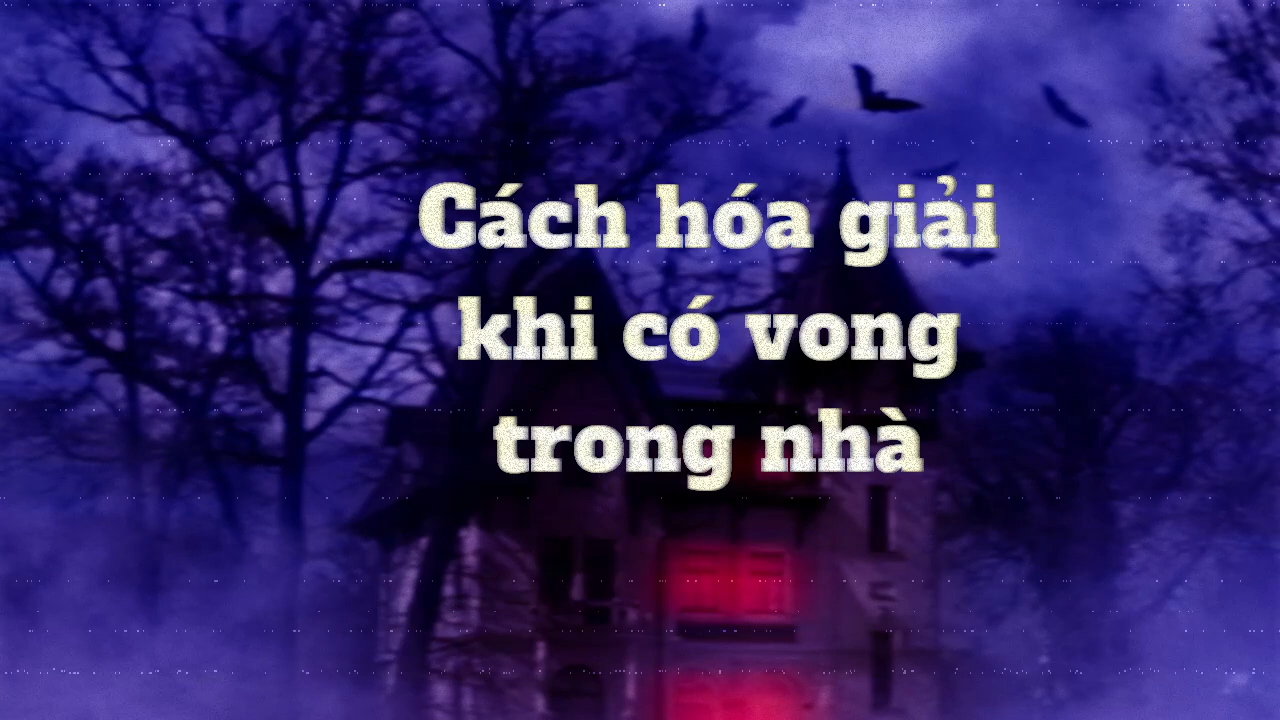 Cách hóa giải
khi có vong
trong nhà